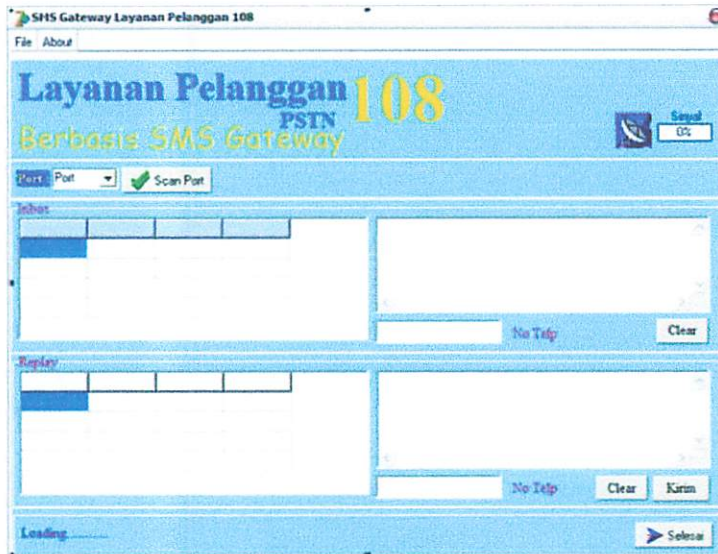 SMS Gateway Layanan Pelanggan 108
File About
Layanan Pelanggan 108
PSTN
Berbasis SMS Gateway
Sinyal
0%
Port Port Scan Port
Inbox
No Telp Clear
Replay
No Telp Clear Kirim
Loading..........
Selesai